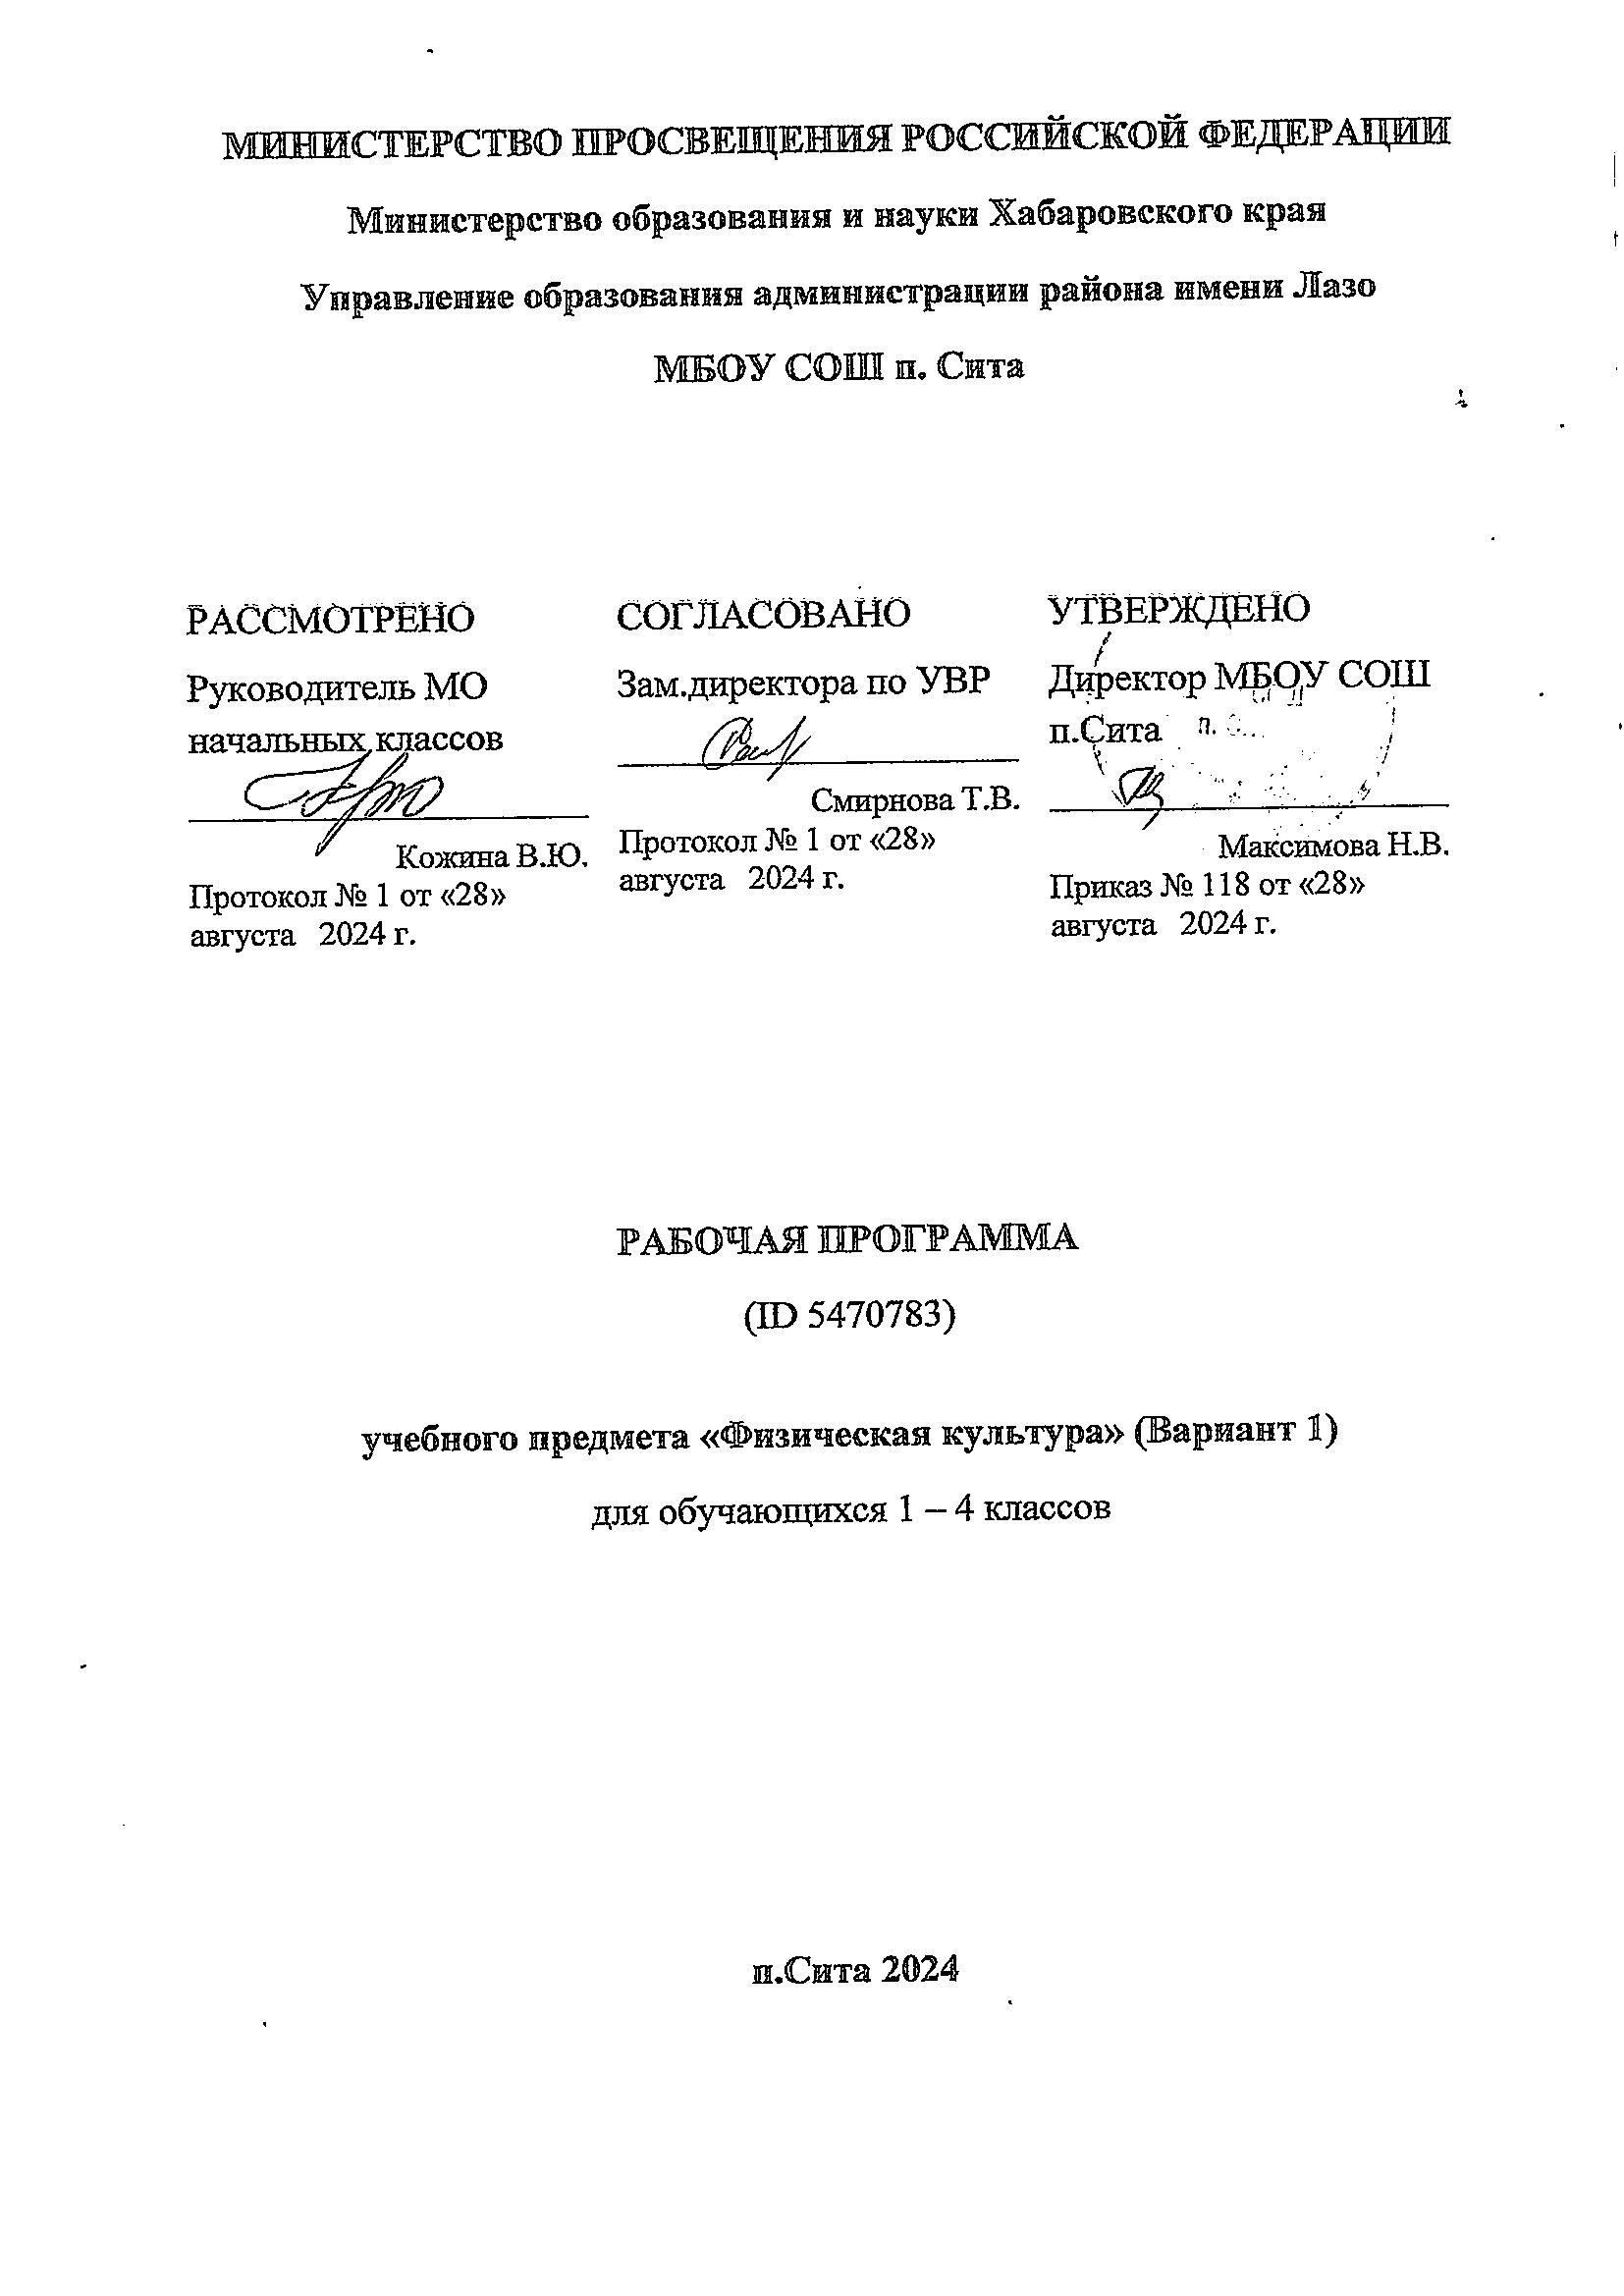 МИНИСТЕРСТВО ПРОСВЕЩЕНИЯ РОССИЙСКОЙ ФЕДЕРАЦИИ
Министерство образования и науки Хабаровского края
Управление образования администрации района имени Лазо
МБОУ СОШ п. Сита
РАССМОТРЕНО
Руководитель МО
начальных классов
Кожина В.Ю.
Протокол № 1 от «28»
августа 2024 г.
СОГЛАСОВАНО
Зам.директора по УВР
Смирнова Т.В.
Протокол № 1 от «28»
августа 2024 г.
УТВЕРЖДЕНО
Директор МБОУ СОШ
п.Сита
Максимова Н.В.
Приказ № 118 от «28»
августа 2024 г.
РАБОЧАЯ ПРОГРАММА
(ID 5470783)
учебного предмета «Физическая культура» (Вариант 1)
для обучающихся 1 – 4 классов
п.Сита 2024